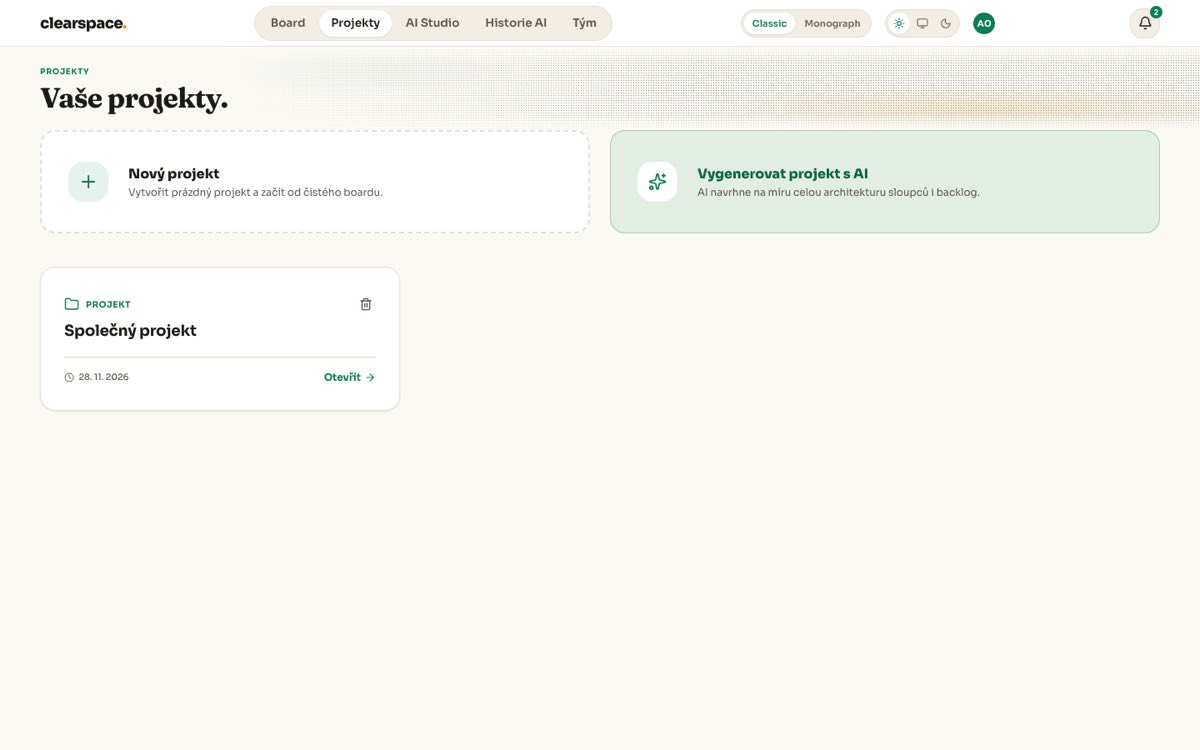 clearspace.
Board
Projekty
AI Studio
Historie AI
Tým
Classic
Monograph
AO
2
PROJEKTY
Vaše projekty.
Nový projekt
Vytvořit prázdný projekt a začít od čistého boardu.
Vygenerovat projekt s AI
AI navrhne na míru celou architekturu sloupců i backlog.
PROJEKT
Společný projekt
28. 11. 2026
Otevřít →